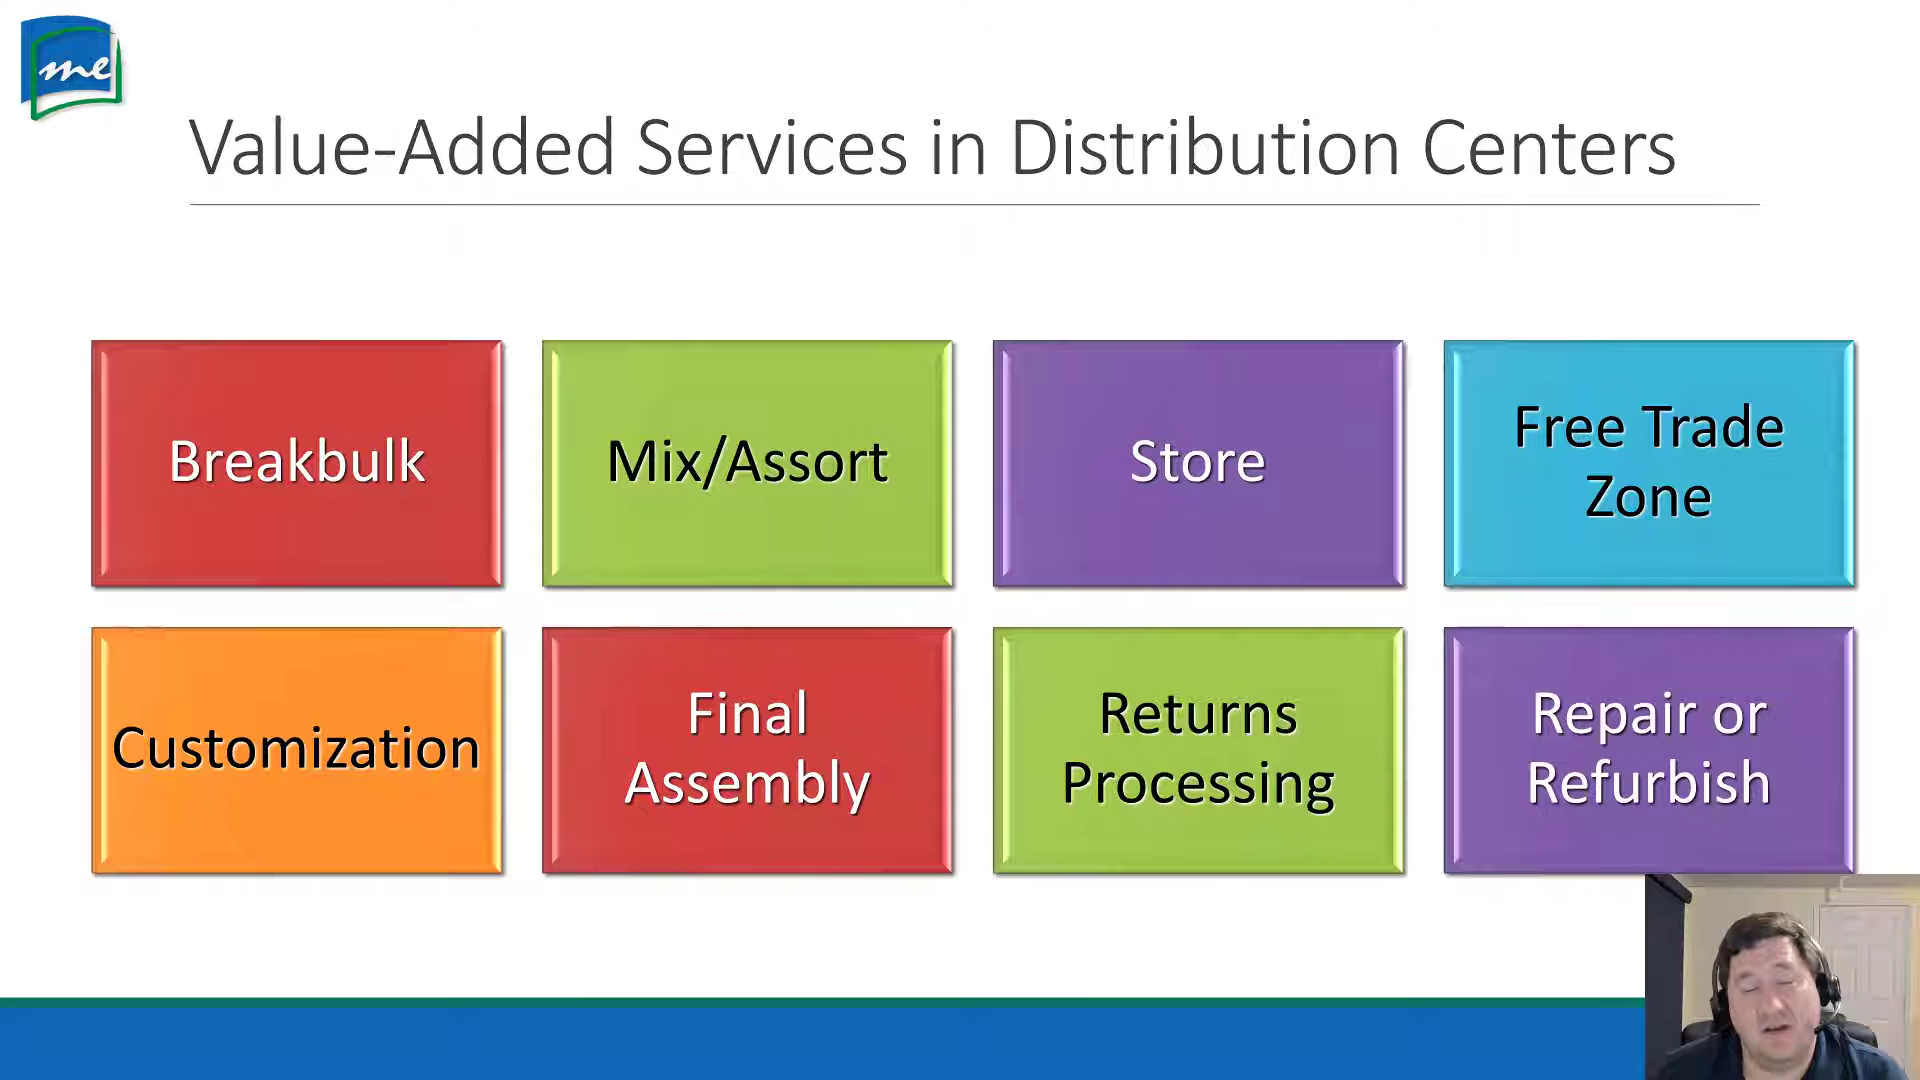 me
Value-Added Services in Distribution Centers
Breakbulk
Mix/Assort
Store
Free Trade
Zone
Customization
Final
Assembly
Returns
Processing
Repair or
Refurbish